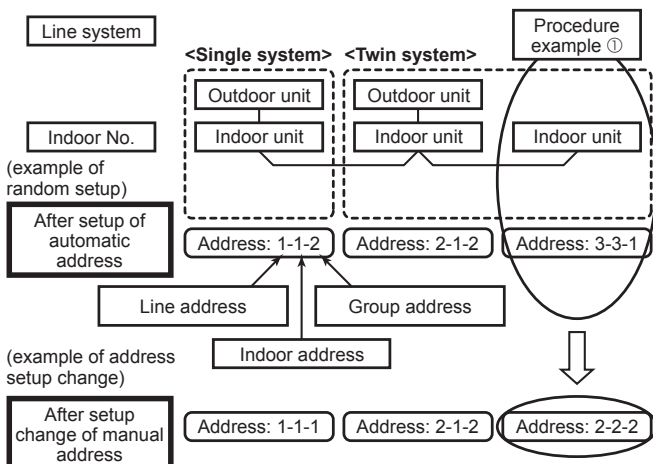 Line system
Procedure
example ①
<Single system>
<Twin system>
Outdoor unit
Outdoor unit
Indoor No.
Indoor unit
Indoor unit
Indoor unit
(example of
random setup)
After setup of
automatic
address
Address: 1-1-2
Address: 2-1-2
Address: 3-3-1
Line address
Group address
Indoor address
(example of address
setup change)
After setup
change of manual
address
Address: 1-1-1
Address: 2-1-2
Address: 2-2-2